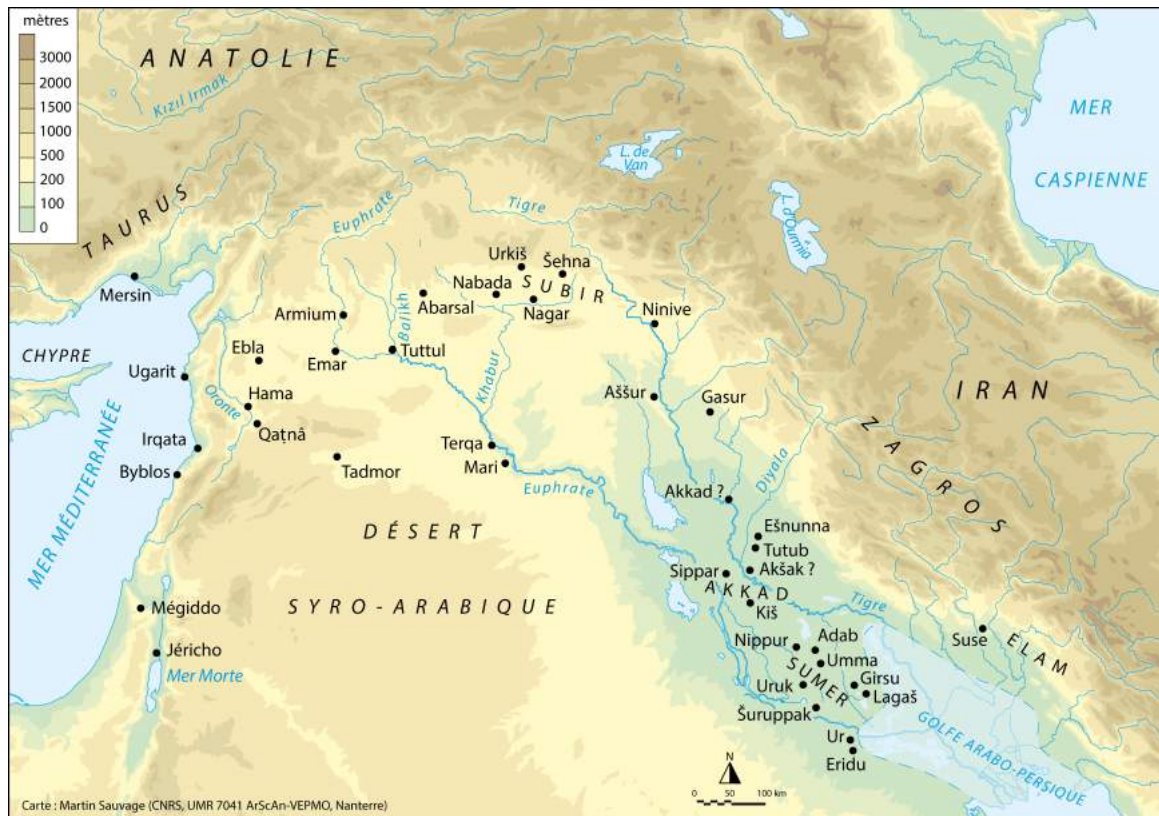 mètres
3000
2000
1500
1000
500
200
100
0
ANATOLIE
Kızıl Irmak
MER
CASPIENNE
L. de
Van
L. d'Ourmia
TAURUS
Euphrate
Tigre
Mersin
Urkiš
Šehna
SUBIR
Nabada
Nagar
Abarsal
Balikh
Armium
Ninive
CHYPRE
Ebla
Emar
Tuttul
Khabur
Ugarit
Oronte
Hama
Qaṭnâ
Aššur
Gasur
IRAN
ZAGROS
MER MÉDITERRANÉE
Irqata
Byblos
Tadmor
Terqa
Mari
Euphrate
Diyala
Akkad ?
DÉSERT
SYRO-ARABIQUE
Ešnunna
Tutub
Akšak ?
Sippar
AKKAD
Kiš
Tigre
Mégiddo
Jéricho
Mer Morte
Nippur
Adab
Umma
SUMER
Uruk
Girsu
Lagaš
Šuruppak
Suse
ÉLAM
Ur
Eridu
GOLFE ARABO-PERSIQUE
N
0 50 100 km
Carte : Martin Sauvage (CNRS, UMR 7041 ArScAn-VEPMO, Nanterre)